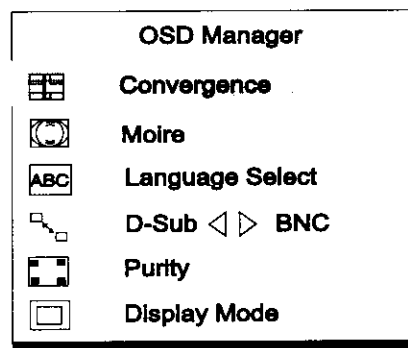 OSD Manager
Convergence
Moire
ABC Language Select
D-Sub ◁ ▷ BNC
Purity
Display Mode